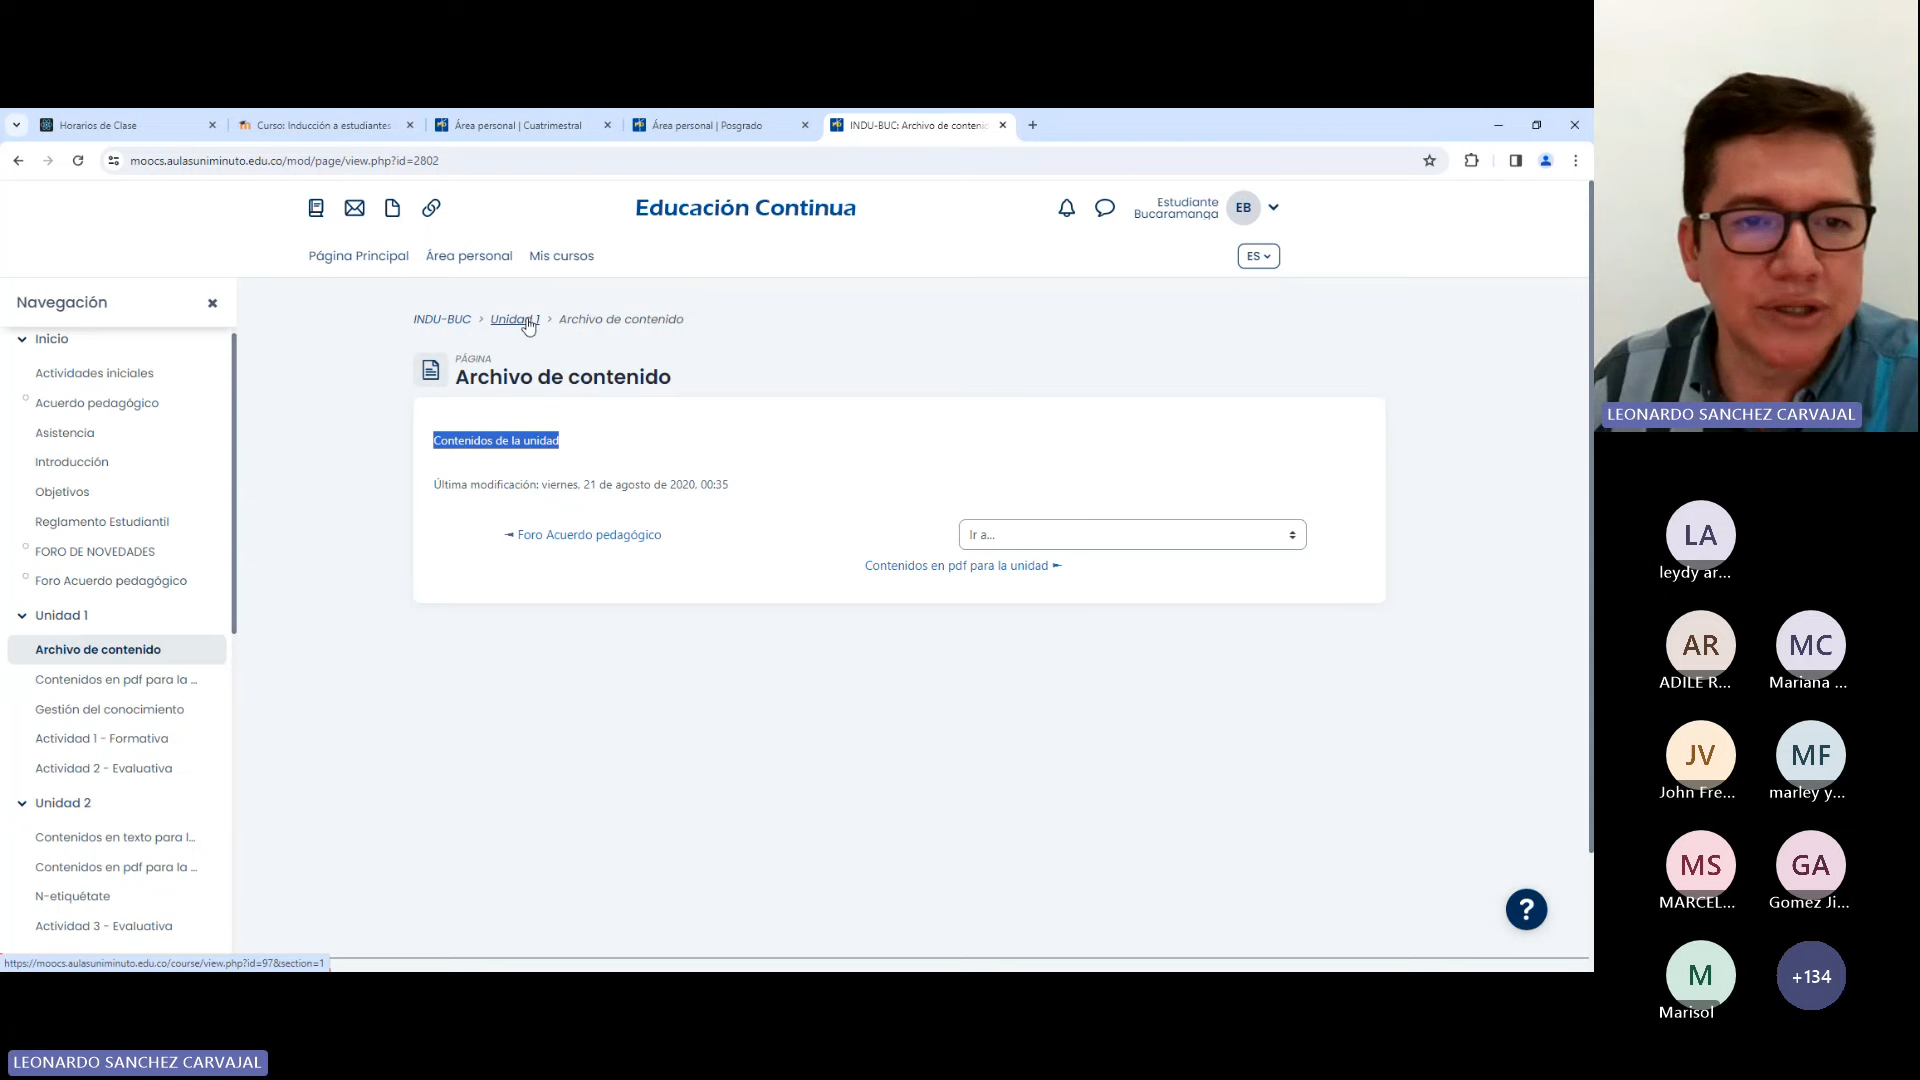 Horarios de Clase
Curso: Inducción a estudiantes
Área personal | Cuatrimestral
Área personal | Posgrado
INDU-BUC: Archivo de conteni
moocs.aulasuniminuto.edu.co/mod/page/view.php?id=2802
Educación Continua
Estudiante
Bucaramanga
EB
Página Principal
Área personal
Mis cursos
ES
Navegación
Inicio
Actividades iniciales
Acuerdo pedagógico
Asistencia
Introducción
Objetivos
Reglamento Estudiantil
FORO DE NOVEDADES
Foro Acuerdo pedagógico
Unidad 1
Archivo de contenido
Contenidos en pdf para la ...
Gestión del conocimiento
Actividad 1 - Formativa
Actividad 2 - Evaluativa
Unidad 2
Contenidos en texto para l...
Contenidos en pdf para la ...
N-etiquétate
Actividad 3 - Evaluativa
https://moocs.aulasuniminuto.edu.co/course/view.php?id=97&section=1
INDU-BUC > Unidad 1 > Archivo de contenido
PÁGINA
Archivo de contenido
Contenidos de la unidad
Última modificación: viernes, 21 de agosto de 2020, 00:35
◄ Foro Acuerdo pedagógico
Ir a...
Contenidos en pdf para la unidad ►
?
LEONARDO SANCHEZ CARVAJAL
LA
leydy ar...
AR
ADILE R...
MC
Mariana ...
JV
John Fre...
MF
marley y...
MS
MARCEL...
GA
Gomez Ji...
M
Marisol
+134
LEONARDO SANCHEZ CARVAJAL